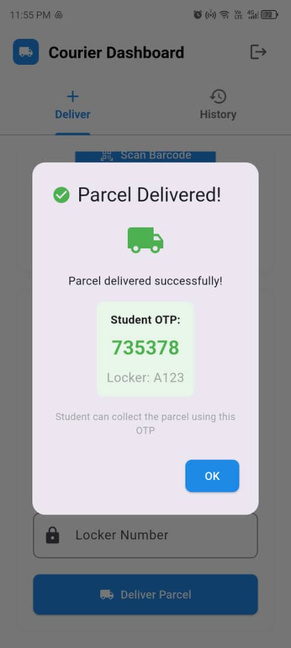 11:55 PM
Courier Dashboard
Deliver
History
Scan Barcode
Parcel Delivered!
Parcel delivered successfully!
Student OTP:
735378
Locker: A123
Student can collect the parcel using this
OTP
OK
Locker Number
Deliver Parcel